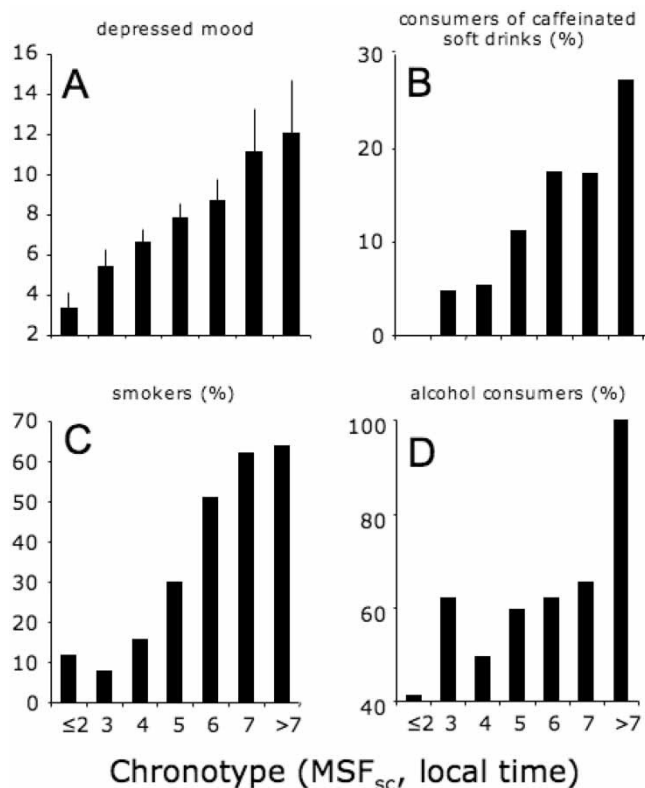 depressed mood
A
16
14
12
10
8
6
4
2
consumers of caffeinated
soft drinks (%)
B
30
20
10
0
smokers (%)
C
70
60
50
40
30
20
10
0
≤2 3 4 5 6 7 >7
alcohol consumers (%)
D
100
80
60
40
≤2 3 4 5 6 7 >7
Chronotype (MSFsc, local time)